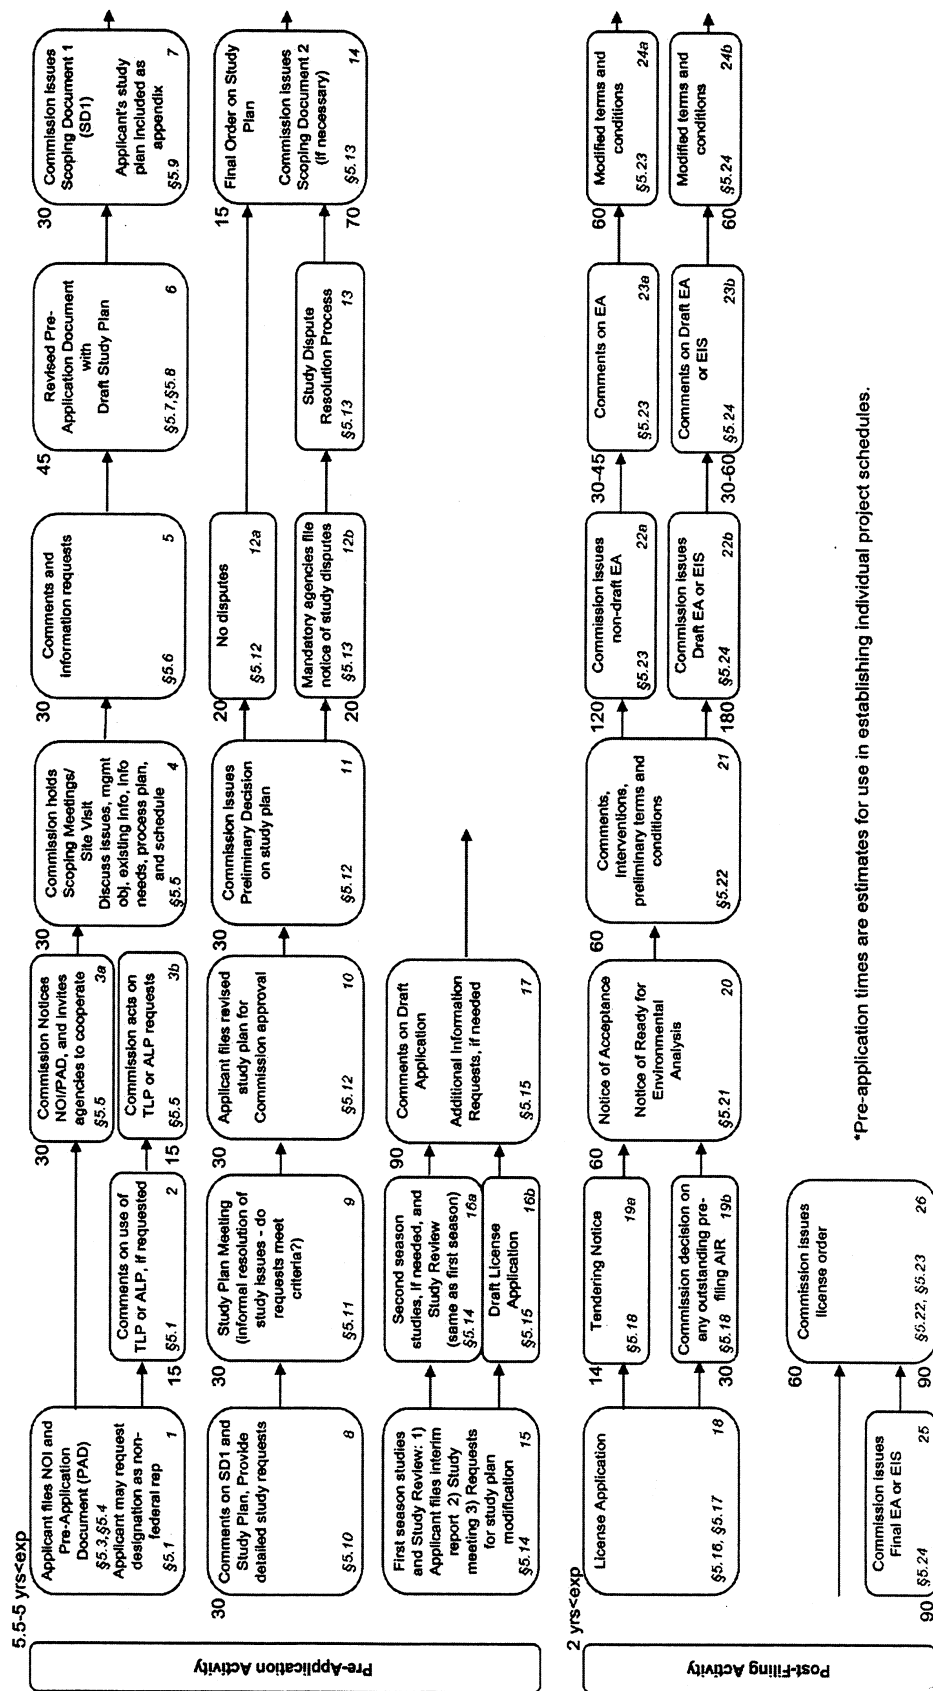 Pre-Application Activity
5.5-5 yrs<exp
Applicant files NOI and
Pre-Application
Document (PAD)
§5.3,§5.4
Applicant may request
designation as non-
federal rep
§5.1
1
15
Comments on use of
TLP or ALP, if requested
§5.1
2
30
Commission Notices
NOI/PAD, and invites
agencies to cooperate
§5.5
3a
15
Commission acts on
TLP or ALP requests
§5.5
3b
30
Commission holds
Scoping Meetings/
Site Visit
Discuss issues, mgmt
obj, existing info, info
needs, process plan,
and schedule
§5.5
4
30
Comments and
information requests
§5.6
5
45
Revised Pre-
Application Document
with
Draft Study Plan
§5.7,§5.8
6
30
Commission issues
Scoping Document 1
(SD1)
Applicant's study
plan included as
appendix
§5.9
7
30
Comments on SD1 and
Study Plan, Provide
detailed study requests
§5.10
8
30
Study Plan Meeting
(informal resolution of
study issues - do
requests meet
criteria?)
§5.11
9
30
Applicant files revised
study plan for
Commission approval
§5.12
10
30
Commission issues
Preliminary Decision
on study plan
§5.12
11
20
No disputes
§5.12
12a
20
Mandatory agencies file
notice of study disputes
§5.13
12b
Study Dispute
Resolution Process
§5.13
13
15
70
Final Order on Study
Plan
Commission issues
Scoping Document 2
(if necessary)
§5.13
14
First season studies
and Study Review: 1)
Applicant files interim
report 2) Study
meeting 3) Requests
for study plan
modification
§5.14
15
Second season
studies, if needed, and
Study Review
(same as first season)
§5.14
16a
Draft License
Application
§5.15
16b
90
Comments on Draft
Application
Additional Information
Requests, if needed
§5.15
17
Post-Filing Activity
2 yrs<exp
License Application
§5.16, §5.17
18
14
Tendering Notice
§5.18
19a
30
Commission decision on
any outstanding pre-
filing AIR
§5.18
19b
60
Notice of Acceptance
Notice of Ready for
Environmental
Analysis
§5.21
20
60
Comments,
Interventions,
preliminary terms and
conditions
§5.22
21
120
Commission issues
non-draft EA
§5.23
22a
180
Commission issues
Draft EA or EIS
§5.24
22b
30-45
Comments on EA
§5.23
23a
30-60
Comments on Draft EA
or EIS
§5.24
23b
60
Modified terms and
conditions
§5.23
24a
60
Modified terms and
conditions
§5.24
24b
90
Commission issues
Final EA or EIS
§5.24
25
60
90
Commission issues
license order
§5.22, §5.23
26
*Pre-application times are estimates for use in establishing individual project schedules.